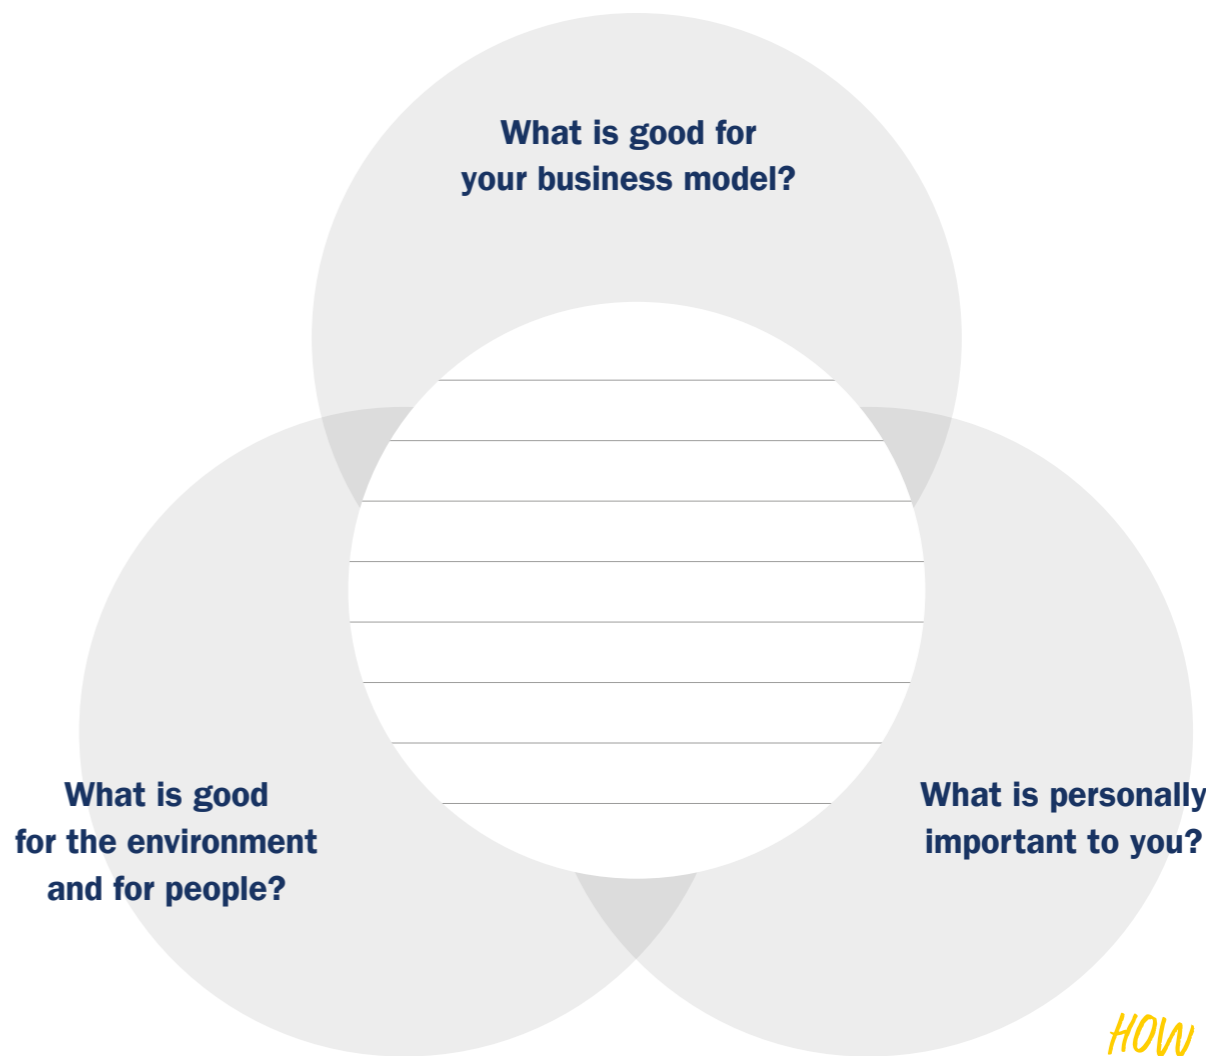 What is good for
your business model?
What is good
for the environment
and for people?
What is personally
important to you?
HOW